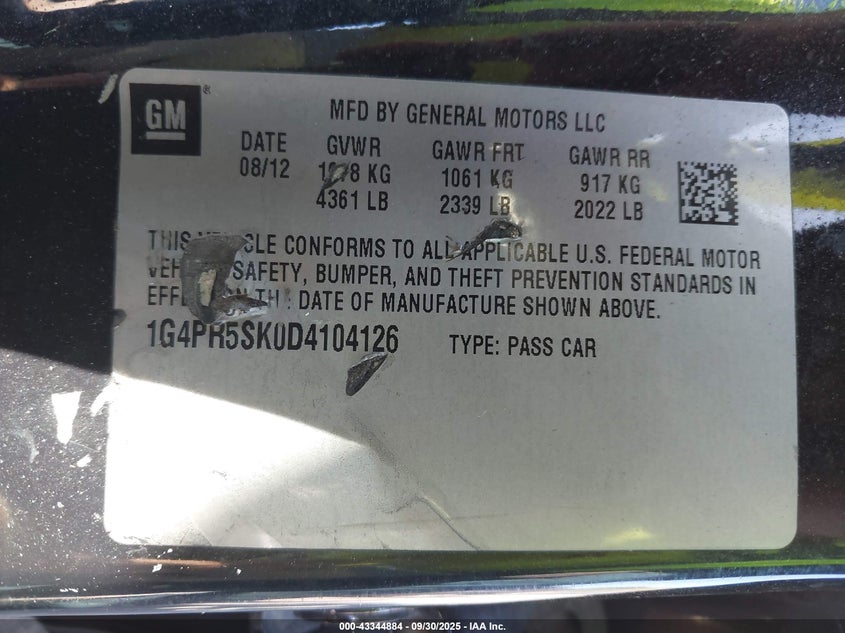 GM
MFD BY GENERAL MOTORS LLC
DATE GVWR GAWR FRT GAWR RR
08/12 KG 1061 KG 917 KG
4361 LB 2339 LB 2022 LB
THIS VEHICLE CONFORMS TO ALL APPLICABLE U.S. FEDERAL MOTOR
SAFETY, BUMPER, AND THEFT PREVENTION STANDARDS IN
DATE OF MANUFACTURE SHOWN ABOVE.
1G4PR5SK0D4104126 TYPE: PASS CAR
000-43344884 - 09/30/2025 - IAA Inc.